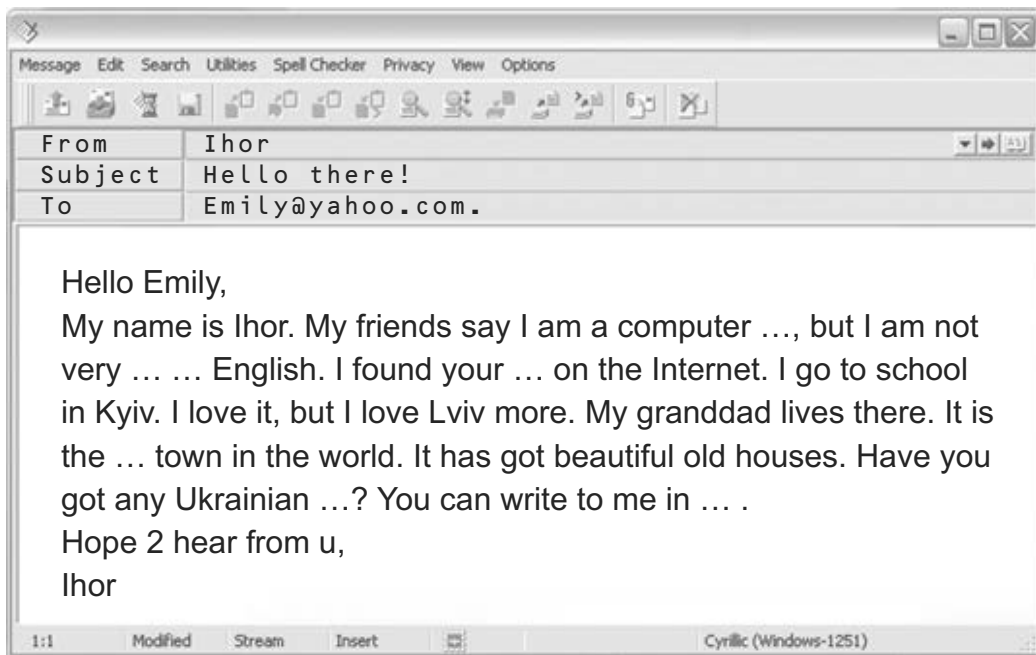 Message Edit Search Utilities Spell Checker Privacy View Options
From Ihor
Subject Hello there!
To Emily@yahoo.com.
Hello Emily,
My name is Ihor. My friends say I am a computer …, but I am not
very … … English. I found your … on the Internet. I go to school
in Kyiv. I love it, but I love Lviv more. My granddad lives there. It is
the … town in the world. It has got beautiful old houses. Have you
got any Ukrainian …? You can write to me in … .
Hope 2 hear from u,
Ihor
1:1 Modified Stream Insert Cyrillic (Windows-1251)